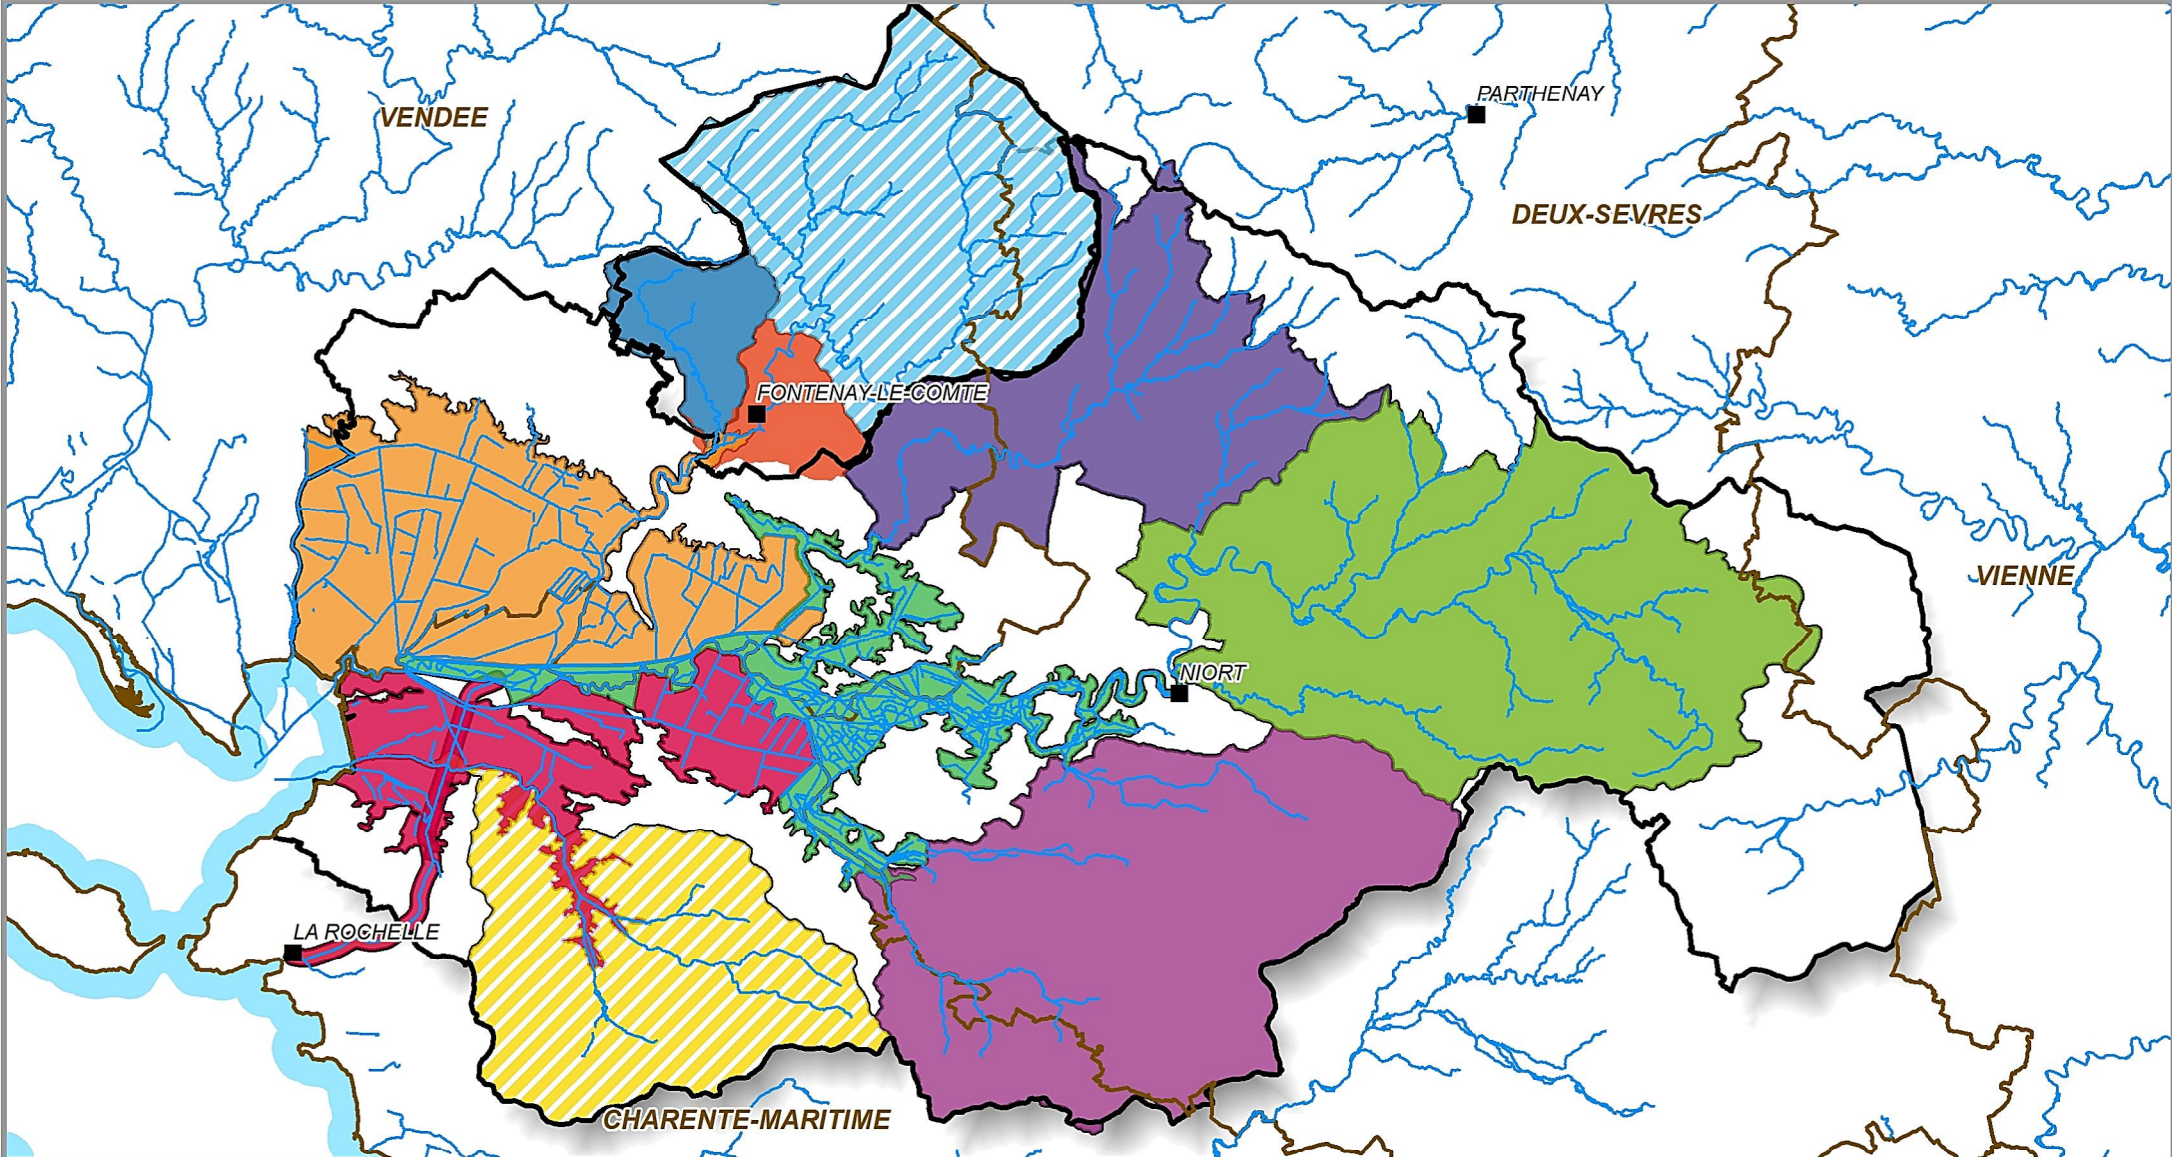 PARTHENAY
VENDEE
DEUX-SEVRES
FONTENAY-LE-COMTE
VIENNE
NIORT
LA ROCHELLE
CHARENTE-MARITIME